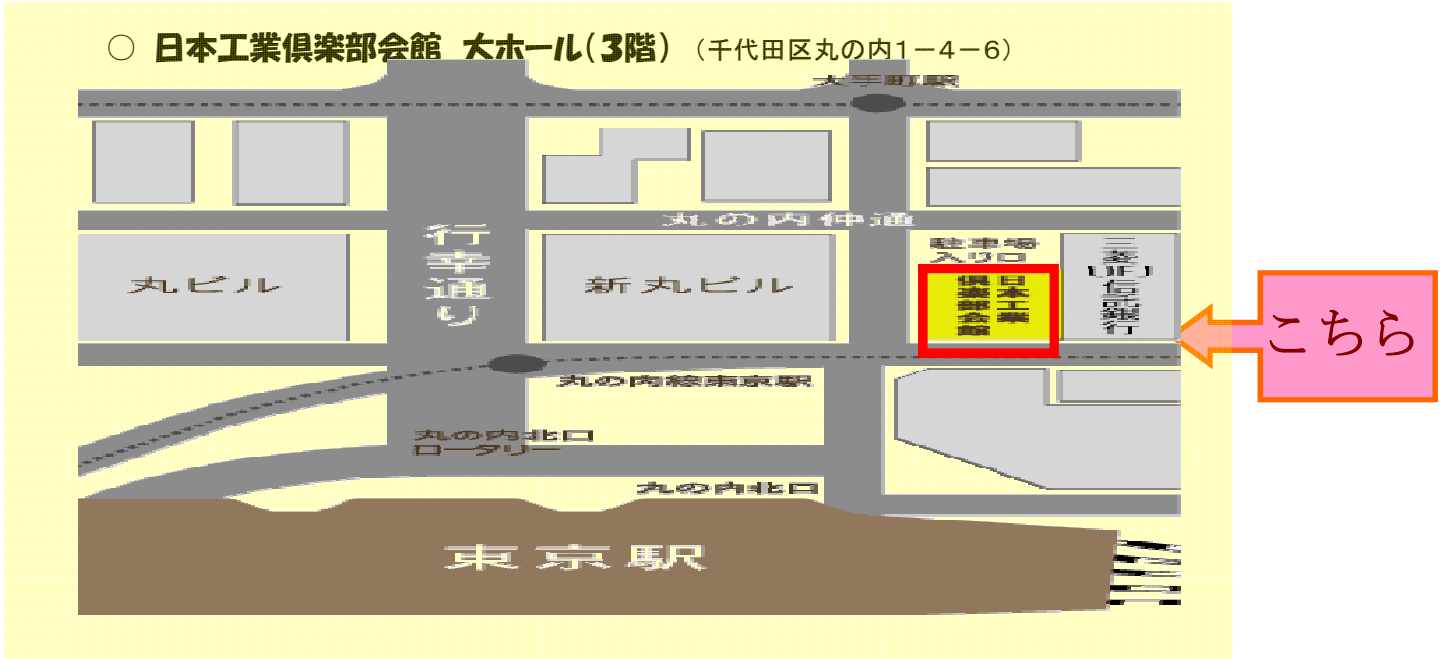 ○ 日本工業倶楽部会館 大ホール(3階) (千代田区丸の内1-4-6)
大手町駅
丸の内仲通
行幸通り
駐車場
入り口
三菱UFJ信託銀行
丸ビル
新丸ビル
日本工業
倶楽部会館
こちら
丸の内線東京駅
丸の内北口
ロータリー
丸の内北口
東京駅